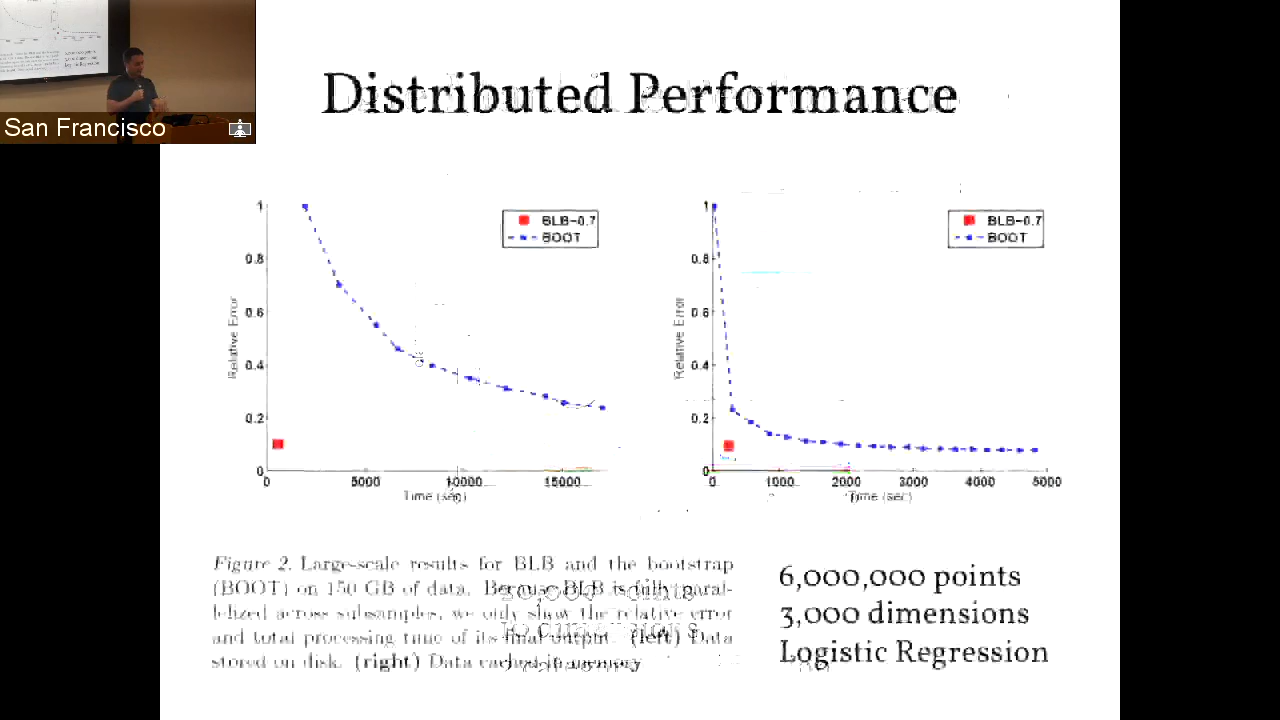 San Francisco
Distributed Performance
1
0.8
0.6
0.4
0.2
0
Relative Error
BLB-0.7
BOOT
0
5000
10000
15000
Time (sec)
1
0.8
0.6
0.4
0.2
0
Relative Error
BLB-0.7
BOOT
0
1000
2000
3000
4000
5000
Time (sec)
Figure 2. Large-scale results for BLB and the bootstrap
(BOOT) on 150 GB of data. Because BLB is fully paral-
lelized across subsamples, we only show the relative error
and total processing time of its final output. (left) Data
stored on disk. (right) Data cached in memory
6,000,000 points
3,000 dimensions
Logistic Regression